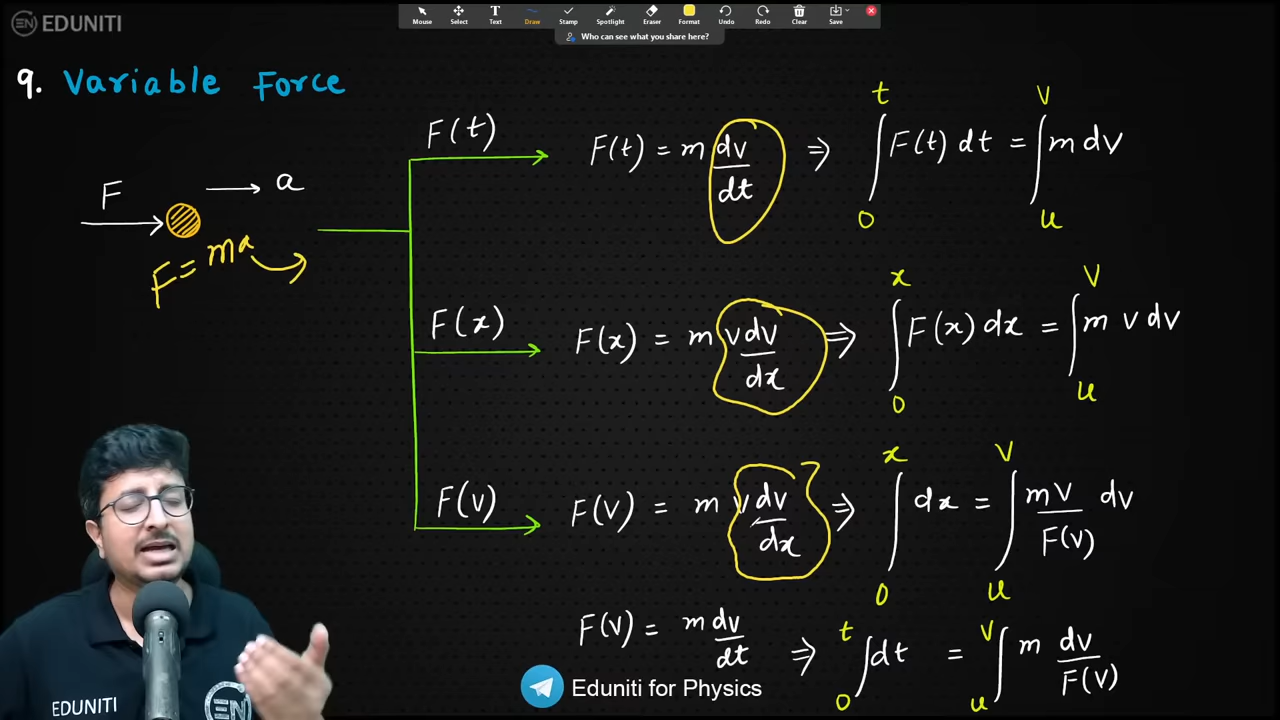 EDUNITI
Mouse Select Text Draw Stamp Spotlight Eraser Format Undo Redo Clear Save
Who can see what you share here?
9. Variable Force
F → a
F = ma
F(t)
F(t) = m dv/dt ⇒ ∫₀ᵗ F(t) dt = ∫ᵤᵛ m dv
F(x)
F(x) = m v dv/dx ⇒ ∫₀ˣ F(x) dx = ∫ᵤᵛ m v dv
F(v)
F(v) = m v dv/dx ⇒ ∫₀ˣ dx = ∫ᵤᵛ mv/F(v) dv
F(v) = m dv/dt ⇒ ∫₀ᵗ dt = ∫ᵤᵛ m dv/F(v)
Eduniti for Physics
EDUNITI